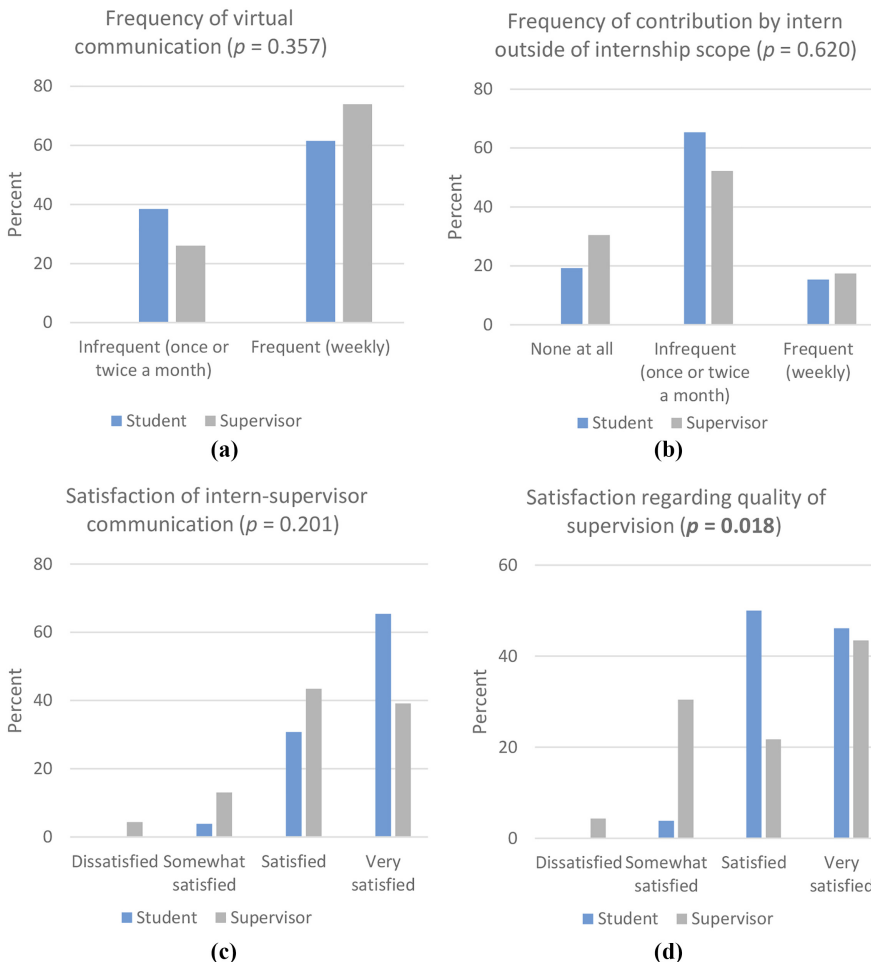 Frequency of virtual
communication (p = 0.357)
80
60
40
20
0
Percent
Infrequent (once or
twice a month)
Frequent (weekly)
Student
Supervisor
(a)
Frequency of contribution by intern
outside of internship scope (p = 0.620)
80
60
40
20
0
Percent
None at all
Infrequent
(once or twice
a month)
Frequent
(weekly)
Student
Supervisor
(b)
Satisfaction of intern-supervisor
communication (p = 0.201)
80
60
40
20
0
Percent
Dissatisfied
Somewhat
satisfied
Satisfied
Very
satisfied
Student
Supervisor
(c)
Satisfaction regarding quality of
supervision (p = 0.018)
60
40
20
0
Percent
Dissatisfied
Somewhat
satisfied
Satisfied
Very
satisfied
Student
Supervisor
(d)